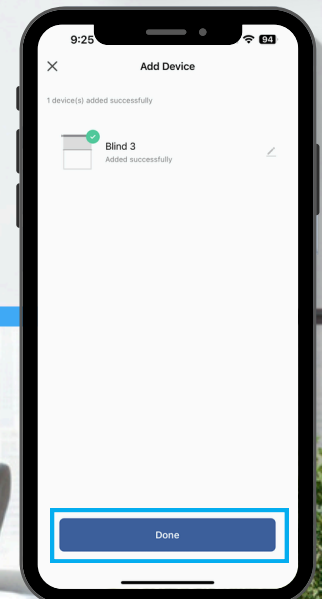 9:25
94
Add Device
1 device(s) added successfully
Blind 3
Added successfully
Done